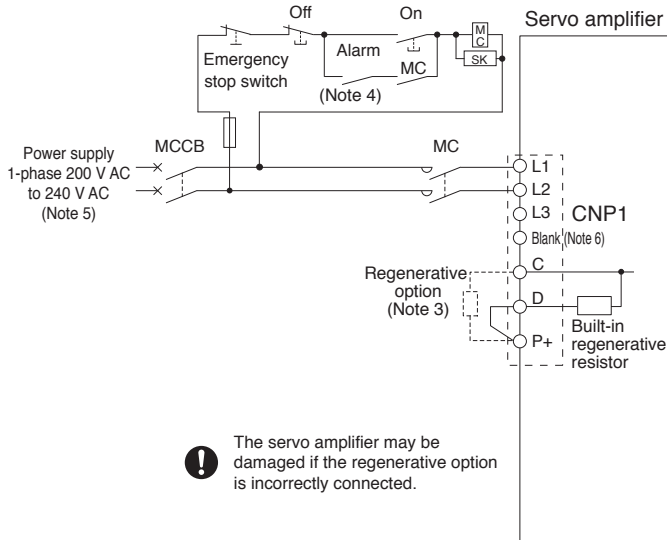 Off
On
Servo amplifier
M
C
SK
Emergency
stop switch
Alarm
MC
(Note 4)
Power supply
1-phase 200 V AC
to 240 V AC
(Note 5)
MCCB
MC
L1
L2
L3
CNP1
Blank (Note 6)
C
Regenerative
option
(Note 3)
D
Built-in
regenerative
resistor
P+
The servo amplifier may be
damaged if the regenerative option
is incorrectly connected.